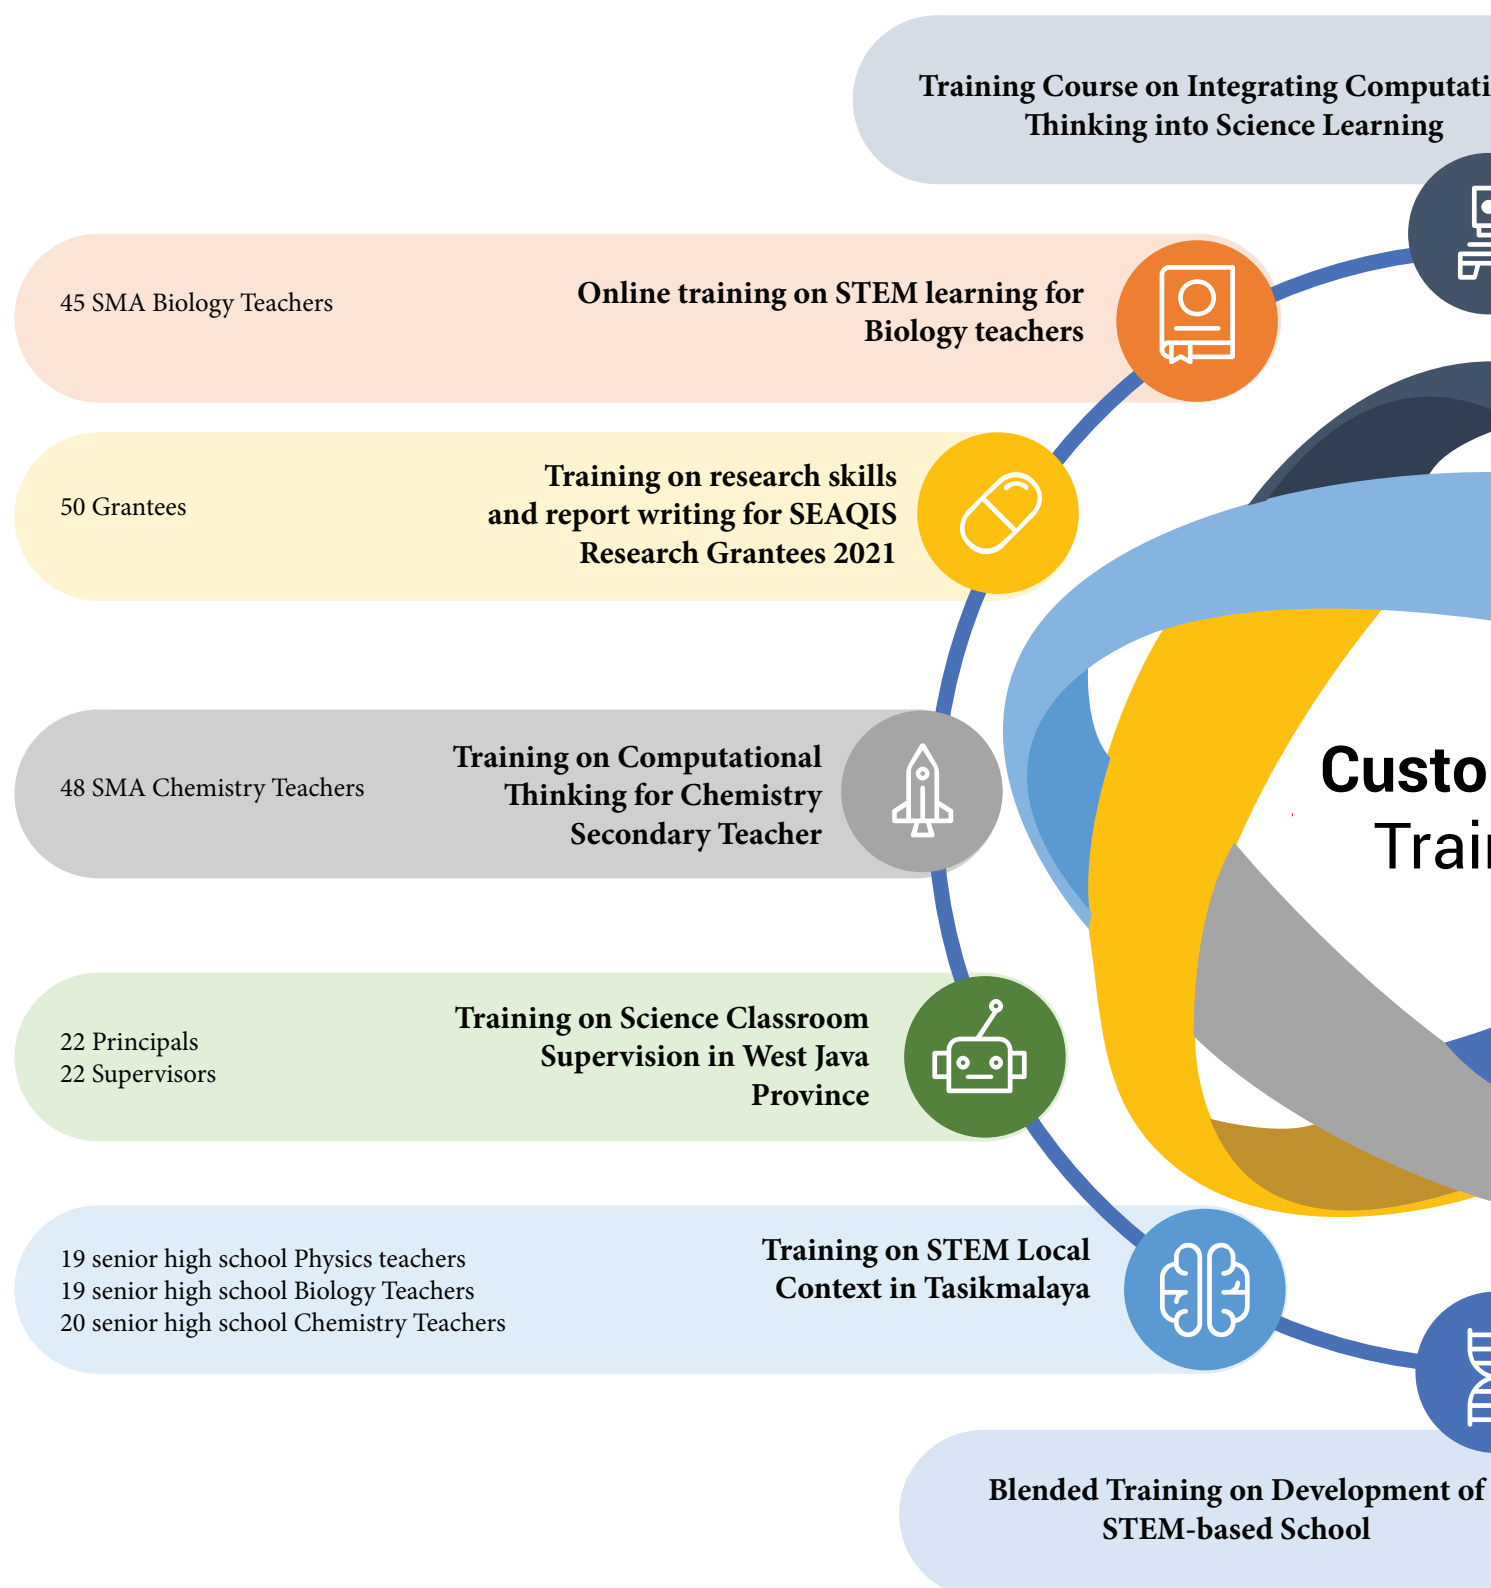 Training Course on Integrating Computati
Thinking into Science Learning
45 SMA Biology Teachers
Online training on STEM learning for
Biology teachers
50 Grantees
Training on research skills
and report writing for SEAQIS
Research Grantees 2021
48 SMA Chemistry Teachers
Training on Computational
Thinking for Chemistry
Secondary Teacher
Custo
Train
22 Principals
22 Supervisors
Training on Science Classroom
Supervision in West Java
Province
19 senior high school Physics teachers
19 senior high school Biology Teachers
20 senior high school Chemistry Teachers
Training on STEM Local
Context in Tasikmalaya
Blended Training on Development of
STEM-based School